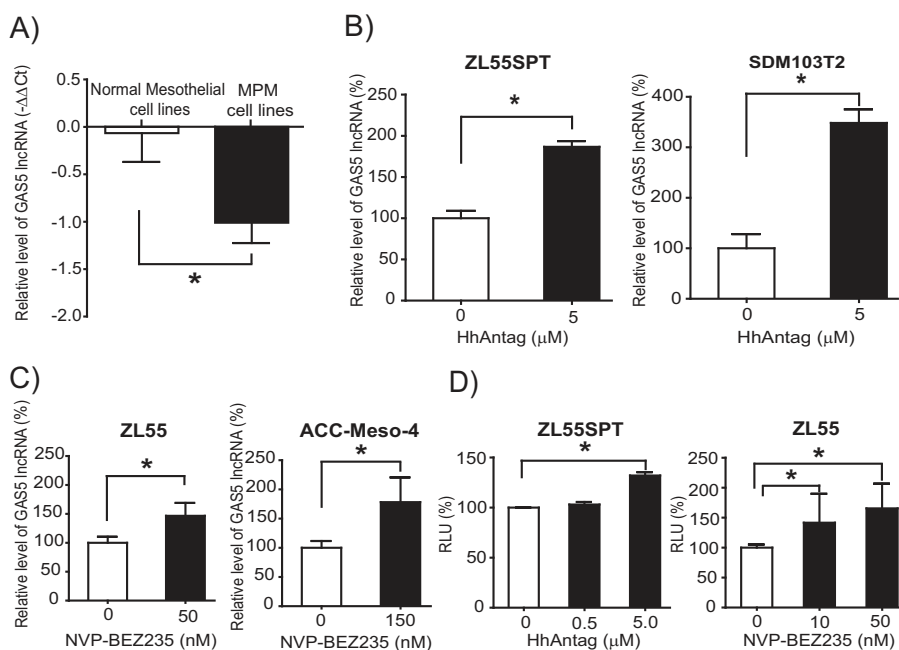 A)
Relative level of GAS5 lncRNA (-ΔΔCt)
0.5
0.0
-0.5
-1.0
-1.5
-2.0
Normal Mesothelial
cell lines
MPM
cell lines
*
B)
ZL55SPT
Relative level of GAS5 lncRNA (%)
250
200
150
100
50
0
*
0
5
HhAntag (μM)
SDM103T2
Relative level of GAS5 lncRNA (%)
400
300
200
100
0
*
0
5
HhAntag (μM)
C)
ZL55
Relative level of GAS5 lncRNA (%)
200
150
100
50
0
*
0
50
NVP-BEZ235 (nM)
ACC-Meso-4
Relative level of GAS5 lncRNA (%)
250
200
150
100
50
0
*
0
150
NVP-BEZ235 (nM)
D)
ZL55SPT
RLU (%)
150
100
50
0
*
0
0.5
5.0
HhAntag (μM)
ZL55
RLU (%)
250
200
150
100
50
0
*
*
0
10
50
NVP-BEZ235 (nM)